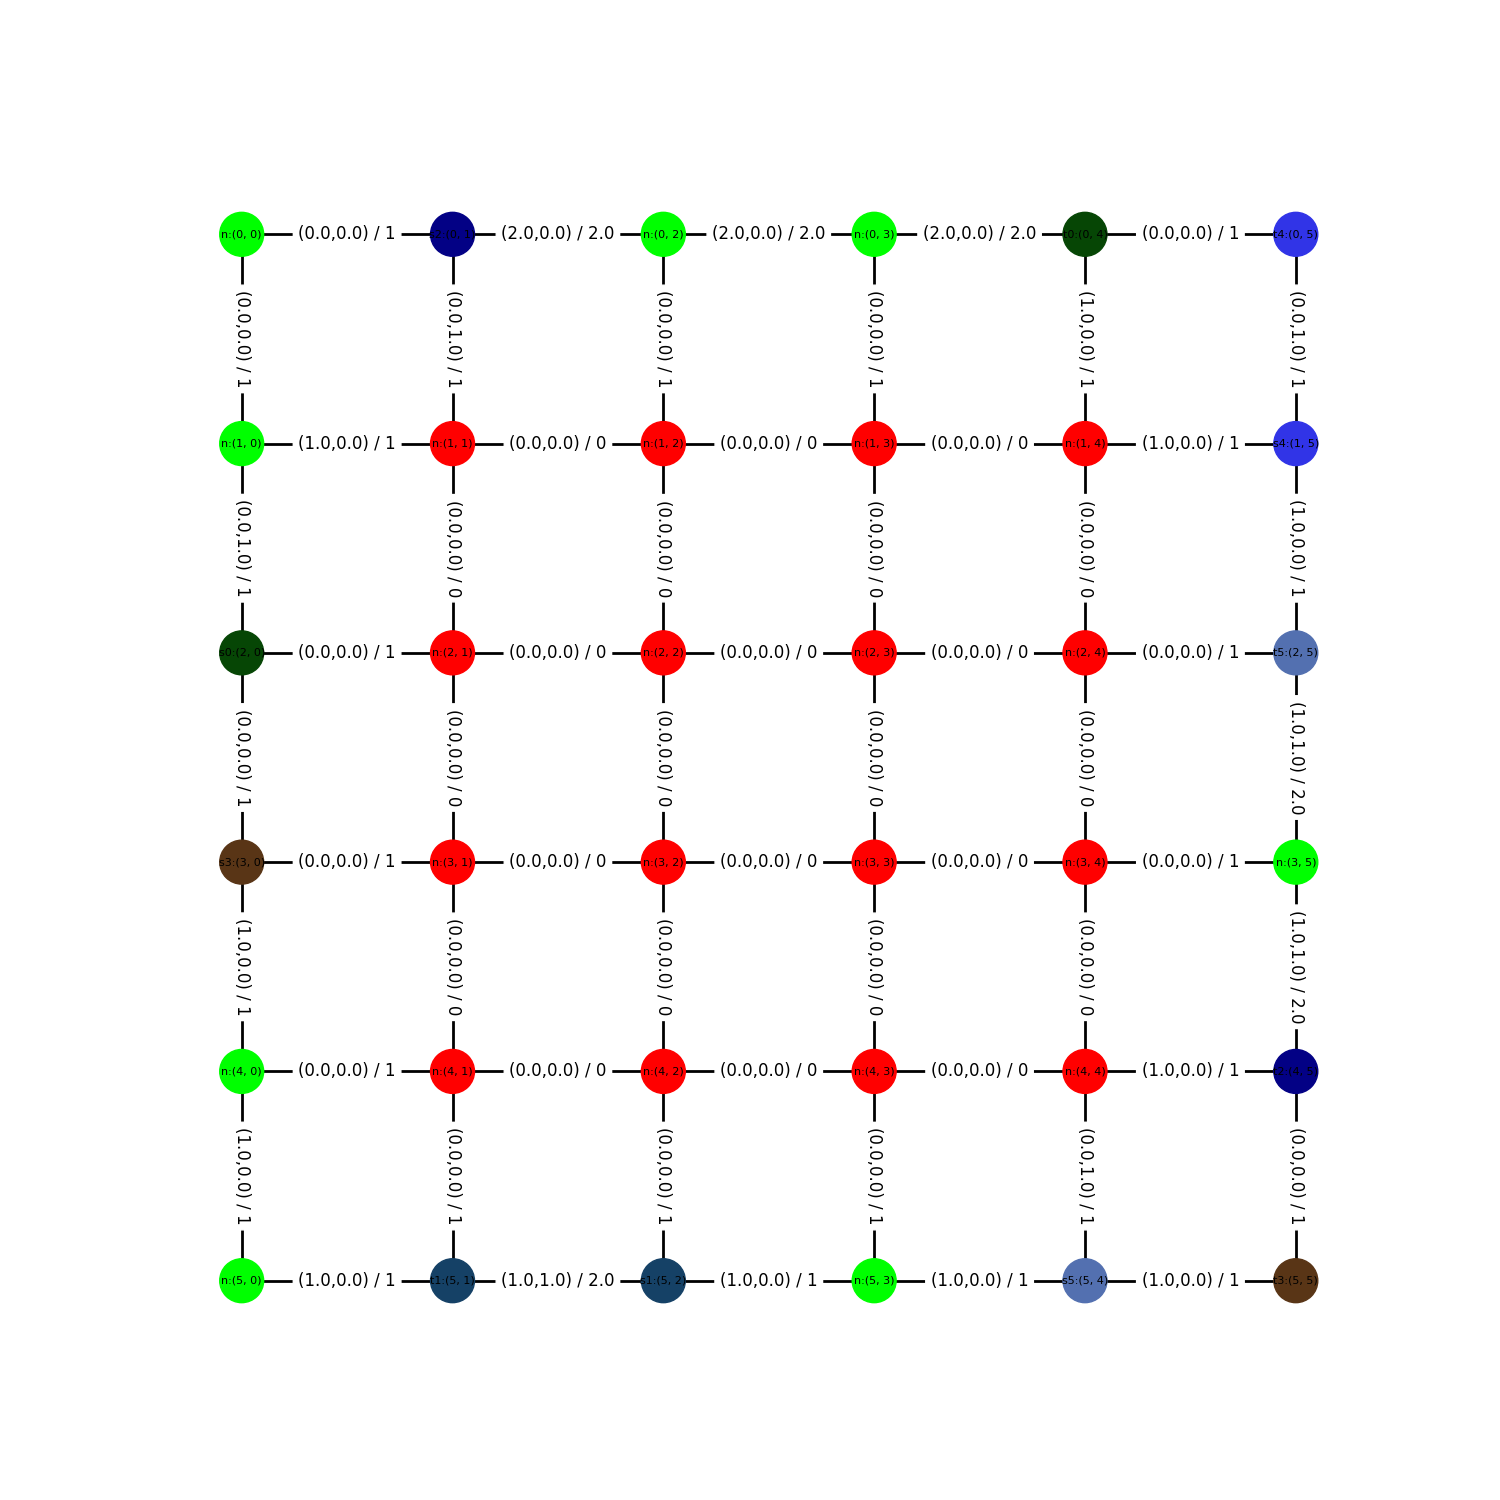 n:(0, 0) (0.0,0.0) / 1 s2:(0, 1) (2.0,0.0) / 2.0 n:(0, 2) (2.0,0.0) / 2.0 n:(0, 3) (2.0,0.0) / 2.0 t0:(0, 4) (0.0,0.0) / 1 t4:(0, 5)
(0.0,0.0) / 1 (0.0,1.0) / 1 (0.0,0.0) / 1 (0.0,0.0) / 1 (1.0,0.0) / 1 (0.0,1.0) / 1
n:(1, 0) (1.0,0.0) / 1 n:(1, 1) (0.0,0.0) / 0 n:(1, 2) (0.0,0.0) / 0 n:(1, 3) (0.0,0.0) / 0 n:(1, 4) (1.0,0.0) / 1 s4:(1, 5)
(0.0,1.0) / 1 (0.0,0.0) / 0 (0.0,0.0) / 0 (0.0,0.0) / 0 (0.0,0.0) / 0 (1.0,0.0) / 1
s0:(2, 0) (0.0,0.0) / 1 n:(2, 1) (0.0,0.0) / 0 n:(2, 2) (0.0,0.0) / 0 n:(2, 3) (0.0,0.0) / 0 n:(2, 4) (0.0,0.0) / 1 t5:(2, 5)
(0.0,0.0) / 1 (0.0,0.0) / 0 (0.0,0.0) / 0 (0.0,0.0) / 0 (0.0,0.0) / 0 (1.0,1.0) / 2.0
s3:(3, 0) (0.0,0.0) / 1 n:(3, 1) (0.0,0.0) / 0 n:(3, 2) (0.0,0.0) / 0 n:(3, 3) (0.0,0.0) / 0 n:(3, 4) (0.0,0.0) / 1 n:(3, 5)
(1.0,0.0) / 1 (0.0,0.0) / 0 (0.0,0.0) / 0 (0.0,0.0) / 0 (0.0,0.0) / 0 (1.0,1.0) / 2.0
n:(4, 0) (0.0,0.0) / 1 n:(4, 1) (0.0,0.0) / 0 n:(4, 2) (0.0,0.0) / 0 n:(4, 3) (0.0,0.0) / 0 n:(4, 4) (1.0,0.0) / 1 t2:(4, 5)
(1.0,0.0) / 1 (0.0,0.0) / 1 (0.0,0.0) / 1 (0.0,0.0) / 1 (0.0,1.0) / 1 (0.0,0.0) / 1
n:(5, 0) (1.0,0.0) / 1 t1:(5, 1) (1.0,1.0) / 2.0 s1:(5, 2) (1.0,0.0) / 1 n:(5, 3) (1.0,0.0) / 1 s5:(5, 4) (1.0,0.0) / 1 t3:(5, 5)